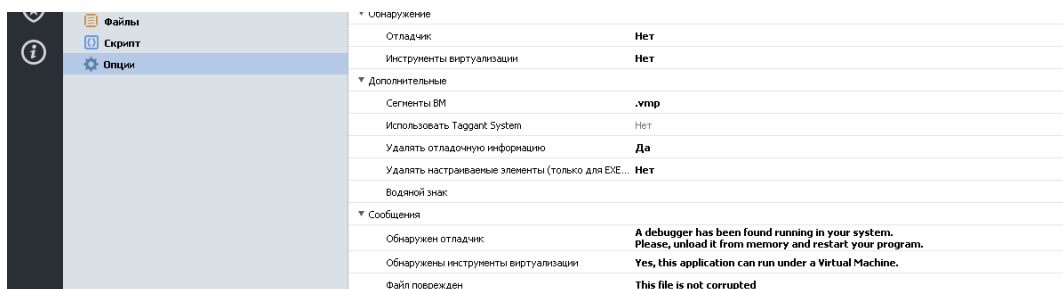 Обнаружение
Файлы
Отладчик Нет
Скрипт
Инструменты виртуализации Нет
Опции
Дополнительные
Сегменты ВМ .vmp
Использовать Taggant System Нет
Удалять отладочную информацию Да
Удалять настраиваемые элементы (только для EXE... Нет
Водяной знак
Сообщения
Обнаружен отладчик A debugger has been found running in your system.
Please, unload it from memory and restart your program.
Обнаружены инструменты виртуализации Yes, this application can run under a Virtual Machine.
Файл поврежден This file is not corrupted